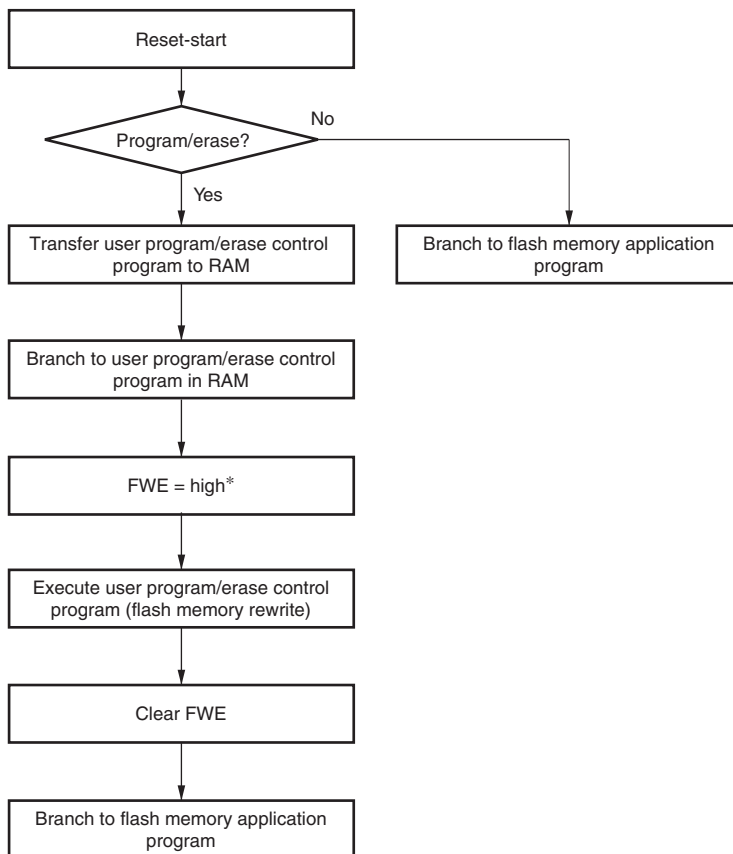 Reset-start
Program/erase?
No
Yes
Transfer user program/erase control
program to RAM
Branch to flash memory application
program
Branch to user program/erase control
program in RAM
FWE = high*
Execute user program/erase control
program (flash memory rewrite)
Clear FWE
Branch to flash memory application
program